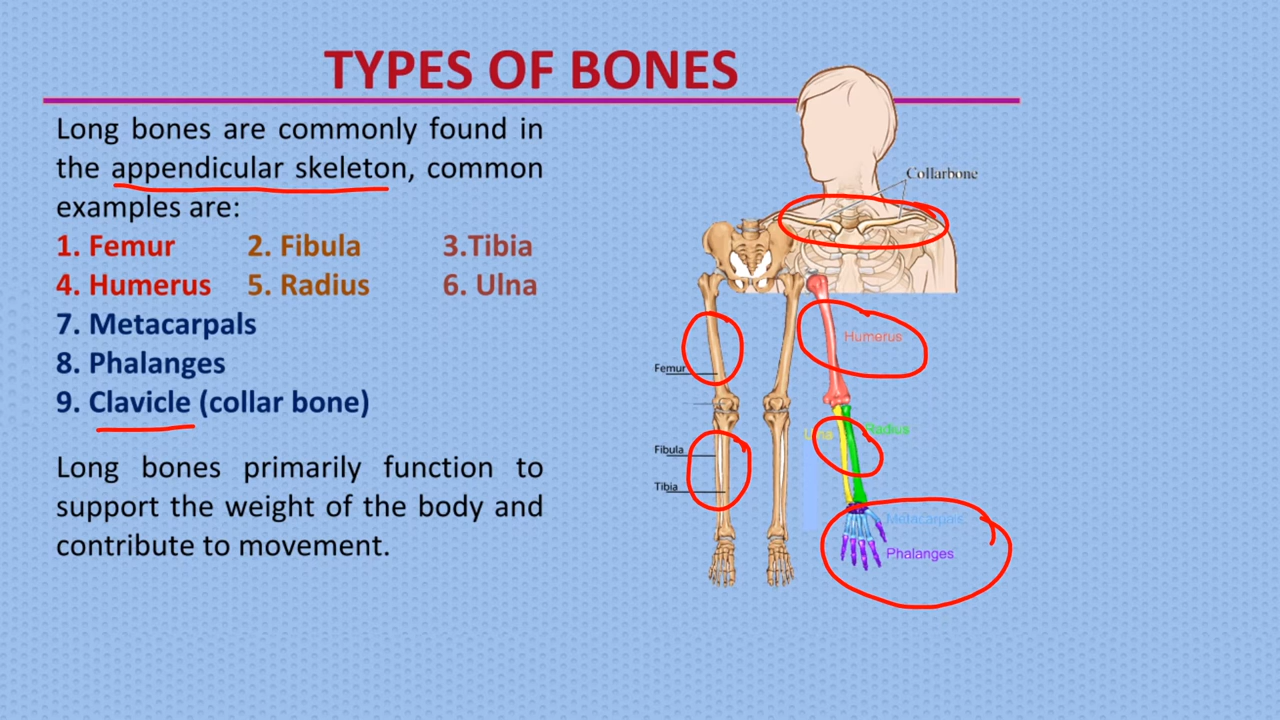 TYPES OF BONES
Long bones are commonly found in
the appendicular skeleton, common
examples are:
1. Femur 2. Fibula 3.Tibia
4. Humerus 5. Radius 6. Ulna
7. Metacarpals
8. Phalanges
9. Clavicle (collar bone)
Long bones primarily function to
support the weight of the body and
contribute to movement.
Collarbone
Humerus
Femur
Ulna
Radius
Fibula
Tibia
Metacarpals
Phalanges